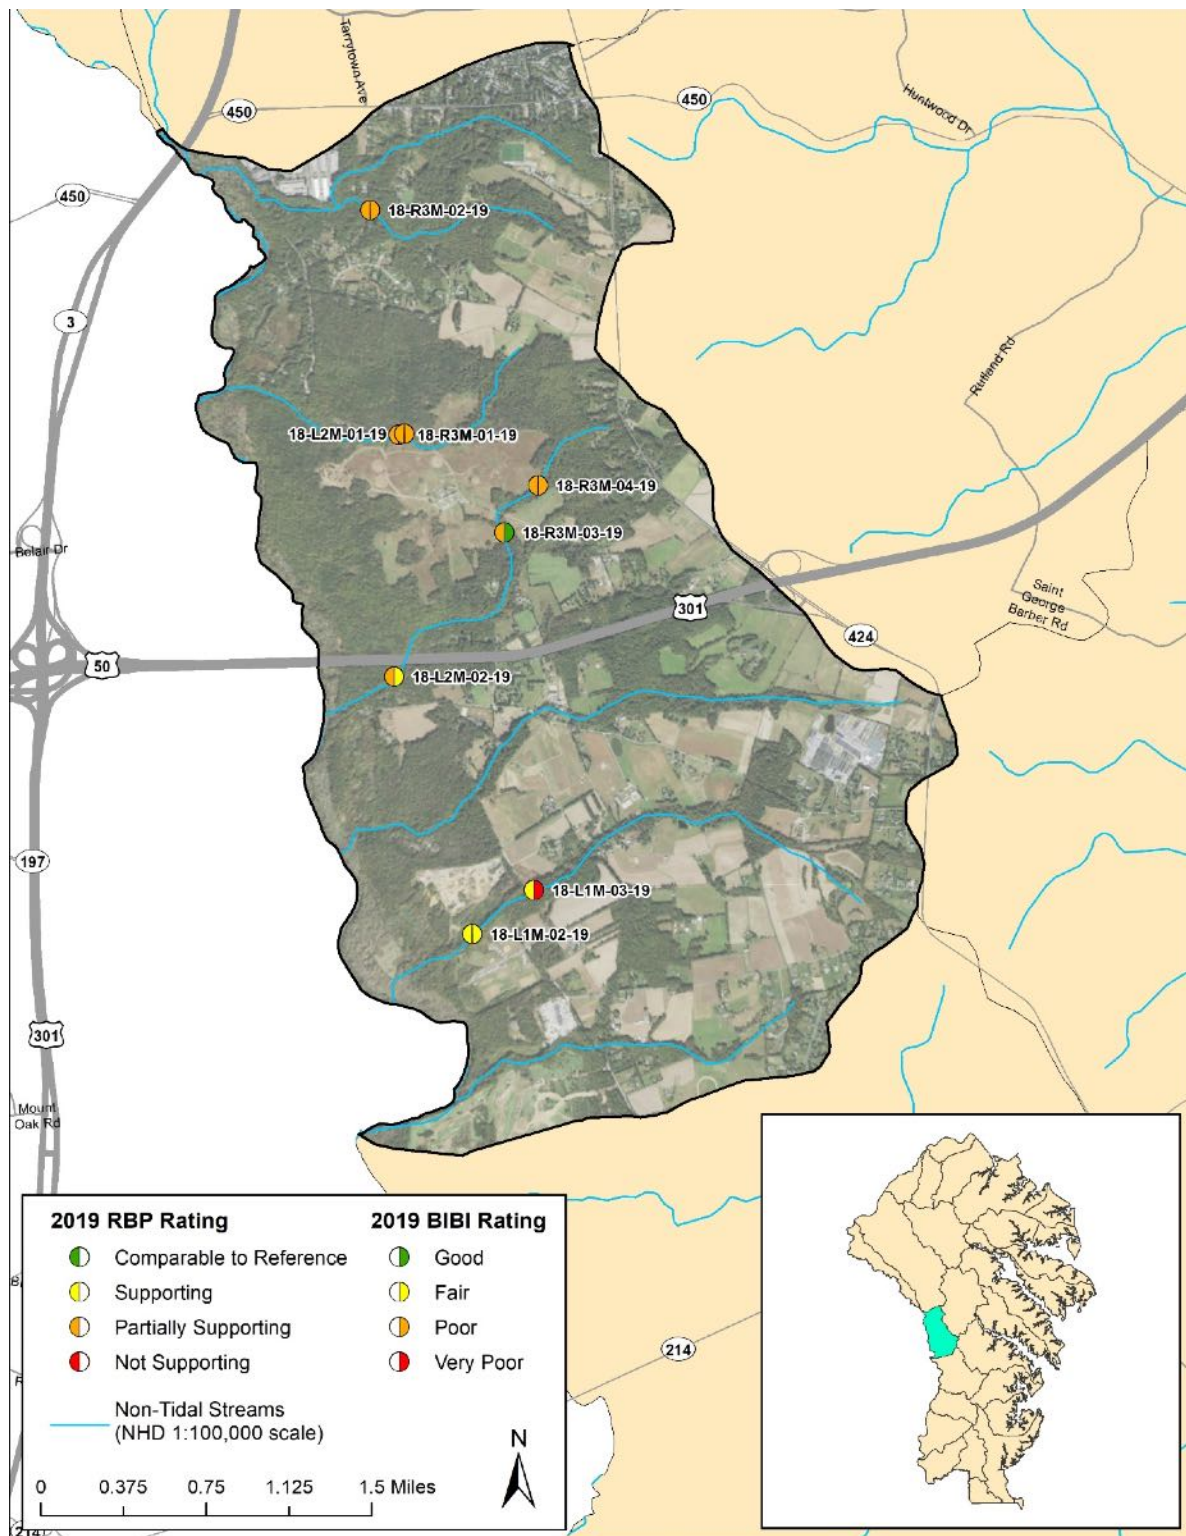 Tarrytown Ave
450
450
Huntwood Dr
450
18-R3M-02-19
3
Rutland Rd
18-L2M-01-19
18-R3M-01-19
18-R3M-04-19
18-R3M-03-19
Belair Dr
Saint
George
Barber Rd
301
424
50
18-L2M-02-19
197
18-L1M-03-19
18-L1M-02-19
301
Mount
Oak Rd
2019 RBP Rating
2019 BIBI Rating
Comparable to Reference
Good
Supporting
Fair
Partially Supporting
Poor
Not Supporting
Very Poor
214
Non-Tidal Streams
(NHD 1:100,000 scale)
N
0
0.375
0.75
1.125
1.5 Miles
214